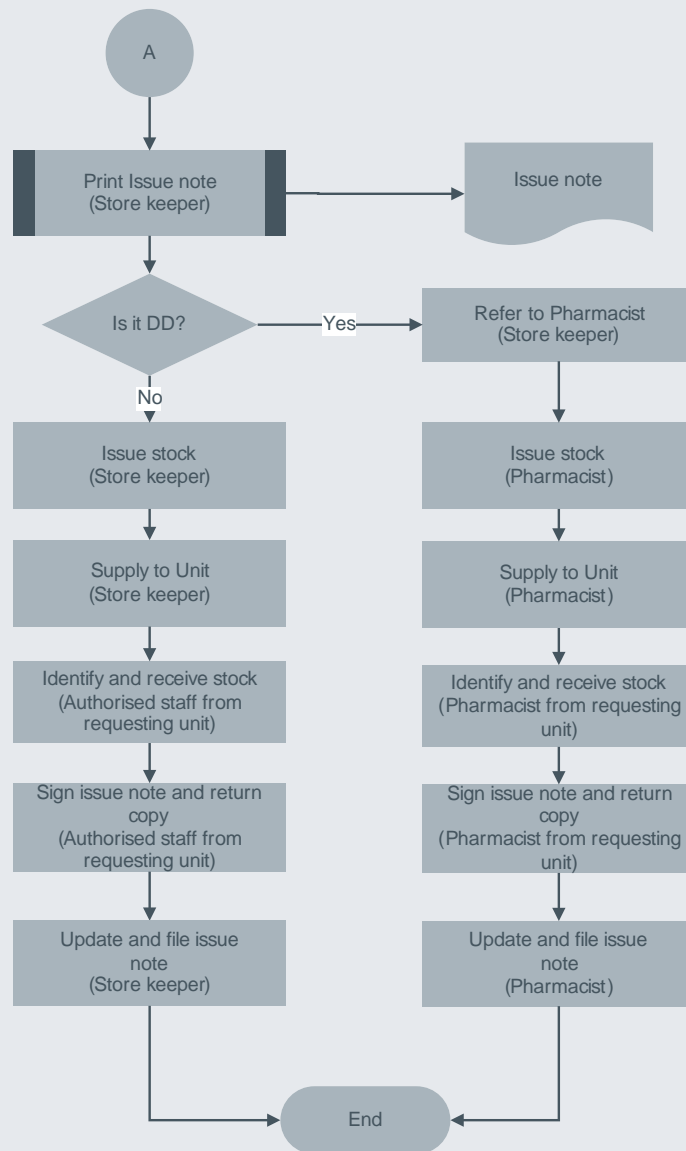 A
Print Issue note
(Store keeper)
Issue note
Is it DD?
Yes
Refer to Pharmacist
(Store keeper)
No
Issue stock
(Store keeper)
Issue stock
(Pharmacist)
Supply to Unit
(Store keeper)
Supply to Unit
(Pharmacist)
Identify and receive stock
(Authorised staff from
requesting unit)
Identify and receive stock
(Pharmacist from requesting
unit)
Sign issue note and return
copy
(Authorised staff from
requesting unit)
Sign issue note and return
copy
(Pharmacist from requesting
unit)
Update and file issue
note
(Store keeper)
Update and file issue
note
(Pharmacist)
End